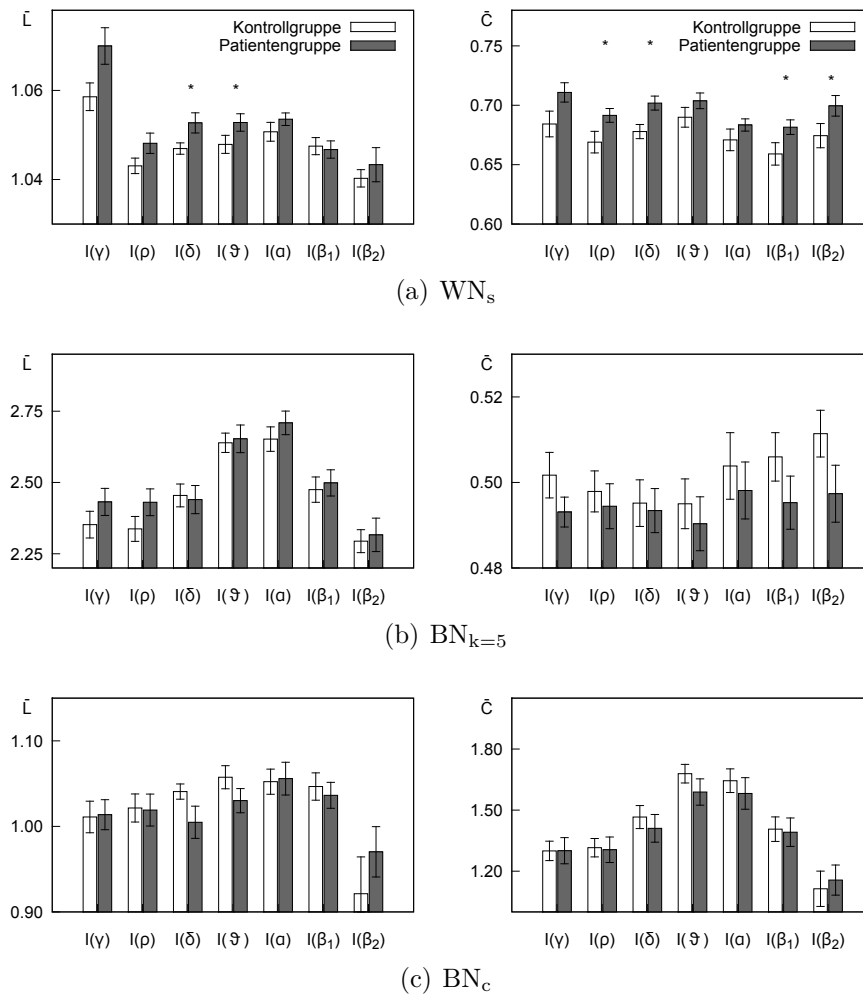 L̄ C̄
Kontrollgruppe Kontrollgruppe
Patientengruppe Patientengruppe
0.75
* *
1.06 * * 0.70 * *
0.65
1.04
0.60
I(γ) I(ρ) I(δ) I(ϑ) I(α) I(β₁) I(β₂) I(γ) I(ρ) I(δ) I(ϑ) I(α) I(β₁) I(β₂)
(a) WNₛ
L̄ C̄
0.52
2.75
2.50 0.50
2.25
0.48
I(γ) I(ρ) I(δ) I(ϑ) I(α) I(β₁) I(β₂) I(γ) I(ρ) I(δ) I(ϑ) I(α) I(β₁) I(β₂)
(b) BNₖ₌₅
L̄ C̄
1.10 1.80
1.00 1.50
1.20
0.90
I(γ) I(ρ) I(δ) I(ϑ) I(α) I(β₁) I(β₂) I(γ) I(ρ) I(δ) I(ϑ) I(α) I(β₁) I(β₂)
(c) BN_c